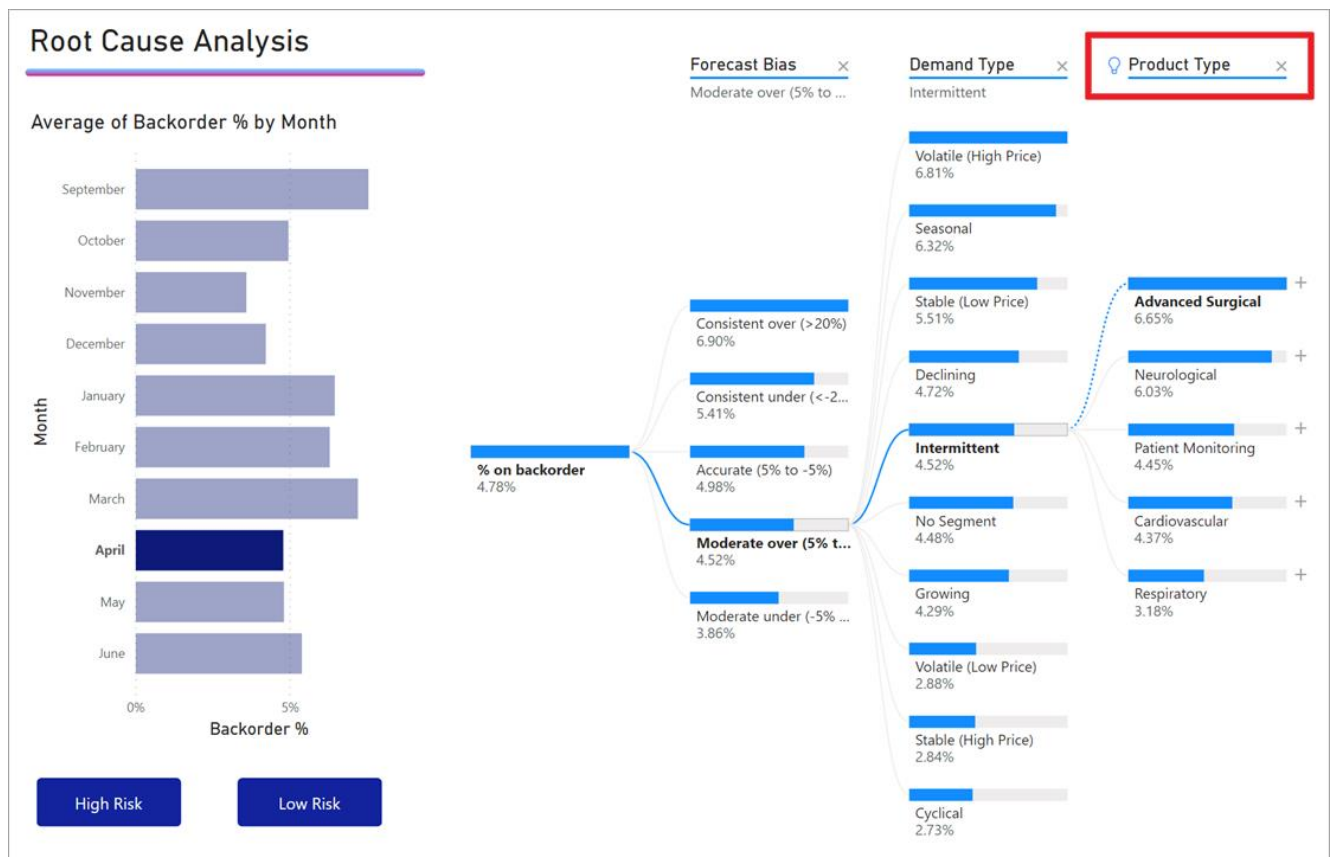 Root Cause Analysis
Average of Backorder % by Month
September
October
November
December
January
February
March
April
May
June
Month
0%
5%
Backorder %
High Risk
Low Risk
% on backorder
4.78%
Forecast Bias
Moderate over (5% to ...
Consistent over (>20%)
6.90%
Consistent under (<-2...
5.41%
Accurate (5% to -5%)
4.98%
Moderate over (5% t...
4.52%
Moderate under (-5% ...
3.86%
Demand Type
Intermittent
Volatile (High Price)
6.81%
Seasonal
6.32%
Stable (Low Price)
5.51%
Declining
4.72%
Intermittent
4.52%
No Segment
4.48%
Growing
4.29%
Volatile (Low Price)
2.88%
Stable (High Price)
2.84%
Cyclical
2.73%
Product Type
Advanced Surgical
6.65%
Neurological
6.03%
Patient Monitoring
4.45%
Cardiovascular
4.37%
Respiratory
3.18%